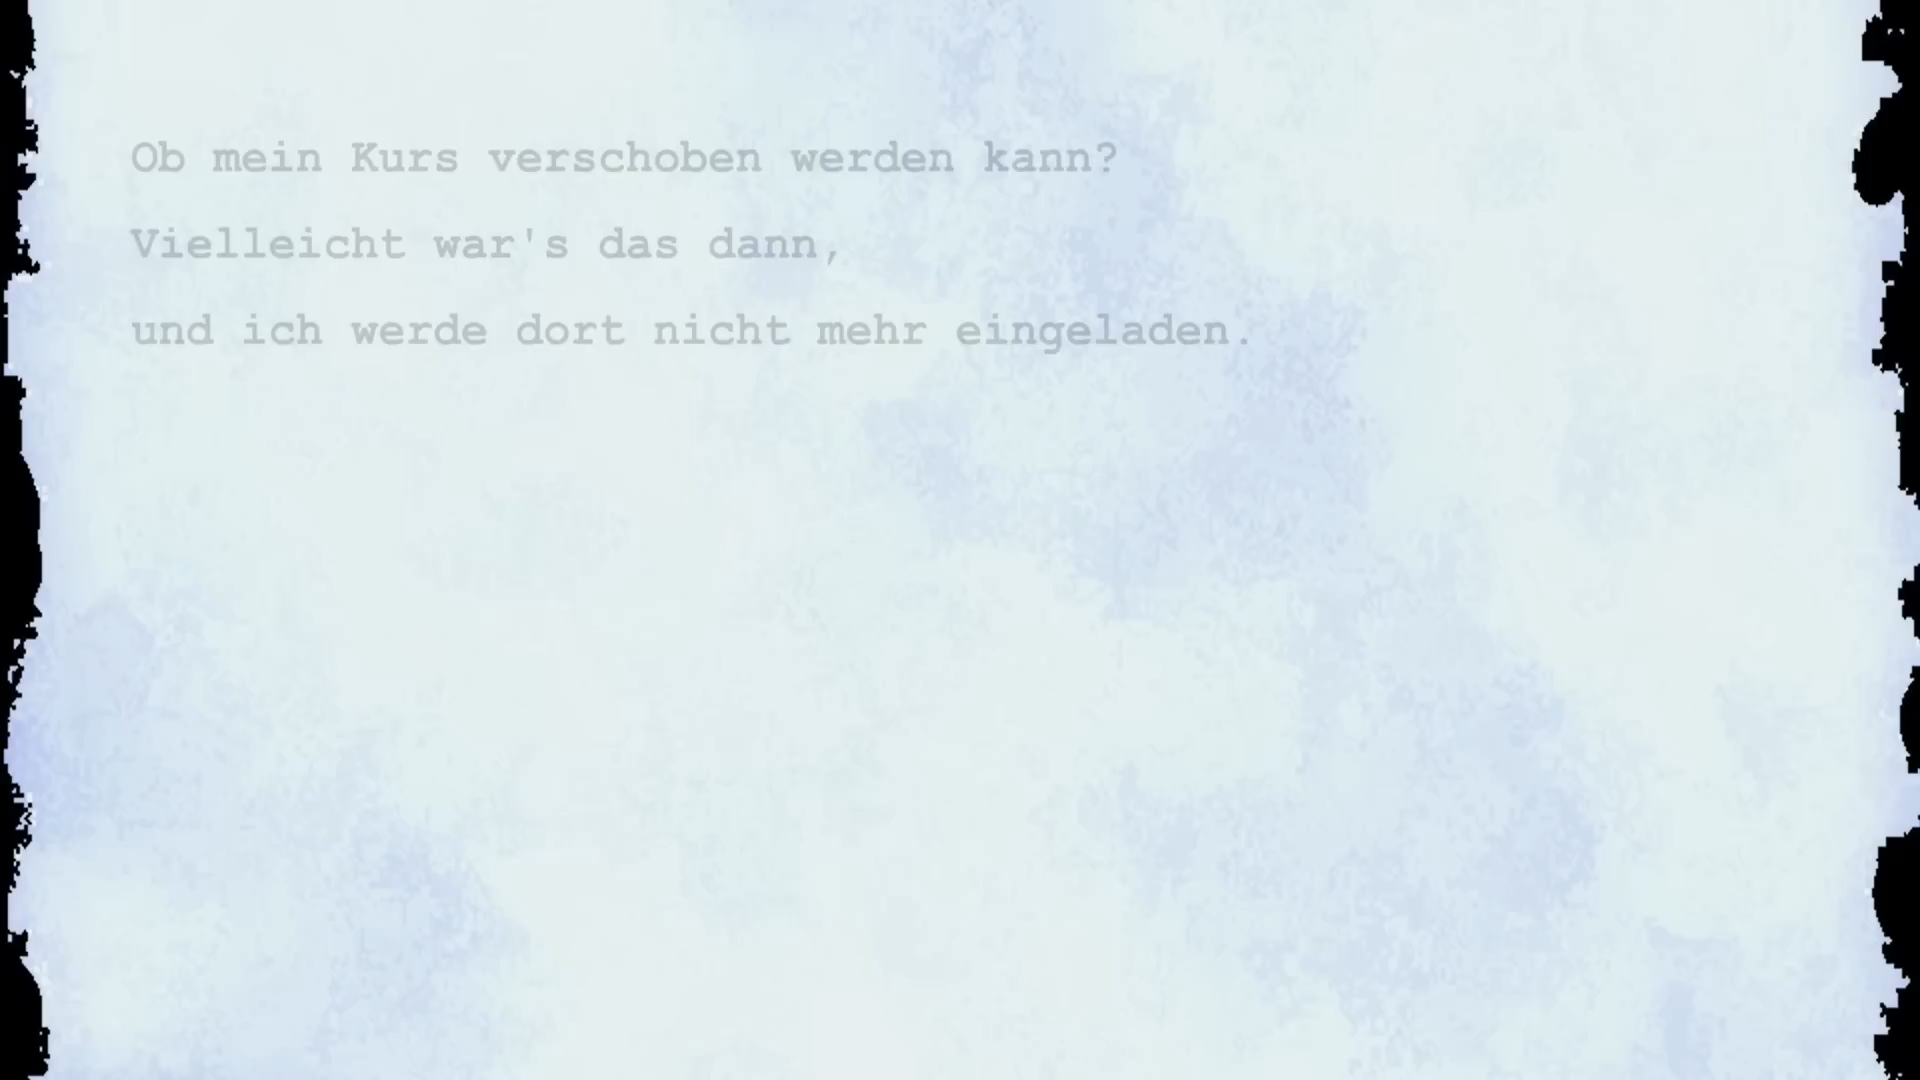 Ob mein Kurs verschoben werden kann?
Vielleicht war's das dann,
und ich werde dort nicht mehr eingeladen.